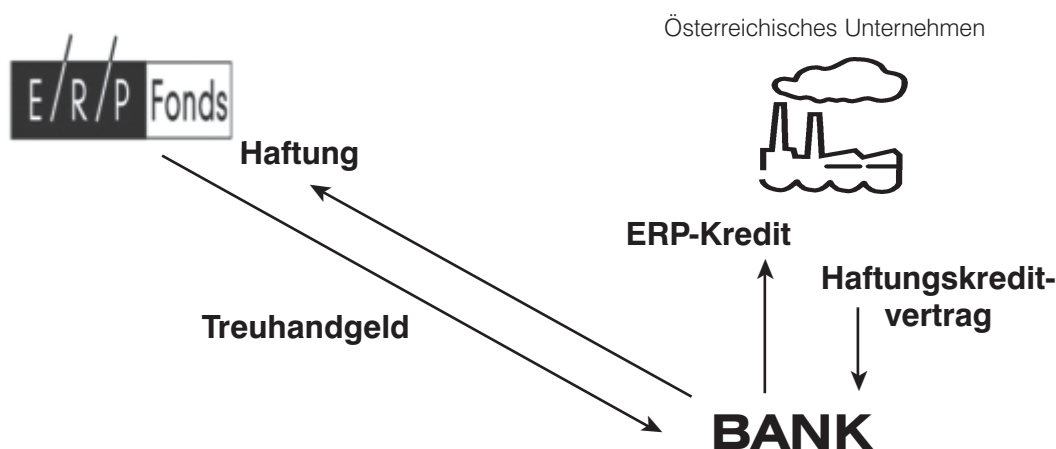 Österreichisches Unternehmen
E/R/P Fonds
Haftung
ERP-Kredit
Haftungskredit-
vertrag
Treuhandgeld
BANK